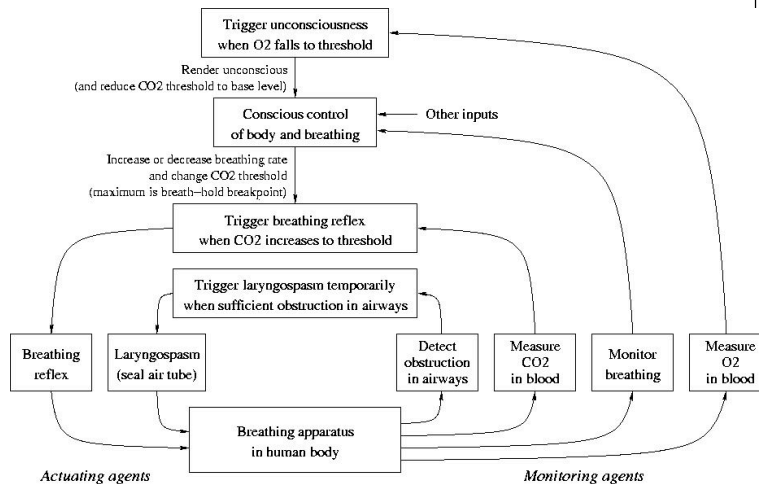 Trigger unconsciousness
when O2 falls to threshold
Render unconscious
(and reduce CO2 threshold to base level)
Conscious control
of body and breathing
Other inputs
Increase or decrease breathing rate
and change CO2 threshold
(maximum is breath-hold breakpoint)
Trigger breathing reflex
when CO2 increases to threshold
Trigger laryngospasm temporarily
when sufficient obstruction in airways
Breathing
reflex
Laryngospasm
(seal air tube)
Detect
obstruction
in airways
Measure
CO2
in blood
Monitor
breathing
Measure
O2
in blood
Breathing apparatus
in human body
Actuating agents
Monitoring agents